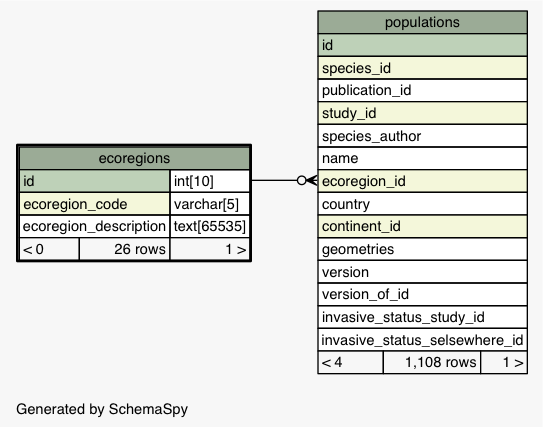 populations
id
species_id
publication_id
study_id
species_author
name
ecoregion_id
country
continent_id
geometries
version
version_of_id
invasive_status_study_id
invasive_status_selsewhere_id
< 4 1,108 rows 1 >
ecoregions
id int[10]
ecoregion_code varchar[5]
ecoregion_description text[65535]
< 0 26 rows 1 >
Generated by SchemaSpy